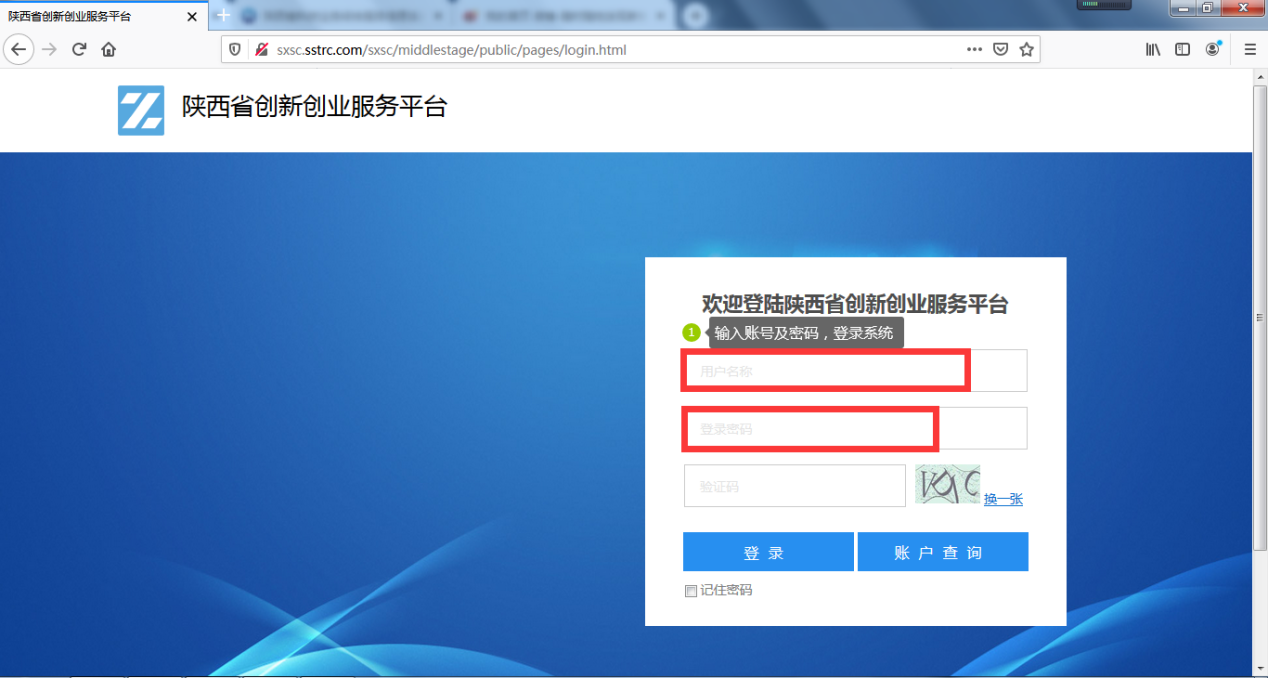 陕西省创新创业服务平台
sxsc.sstrc.com/sxsc/middlestage/public/pages/login.html
陕西省创新创业服务平台
欢迎登陆陕西省创新创业服务平台
1 输入账号及密码，登录系统
用户名称
登录密码
验证码
换一张
登 录
账 户 查 询
记住密码